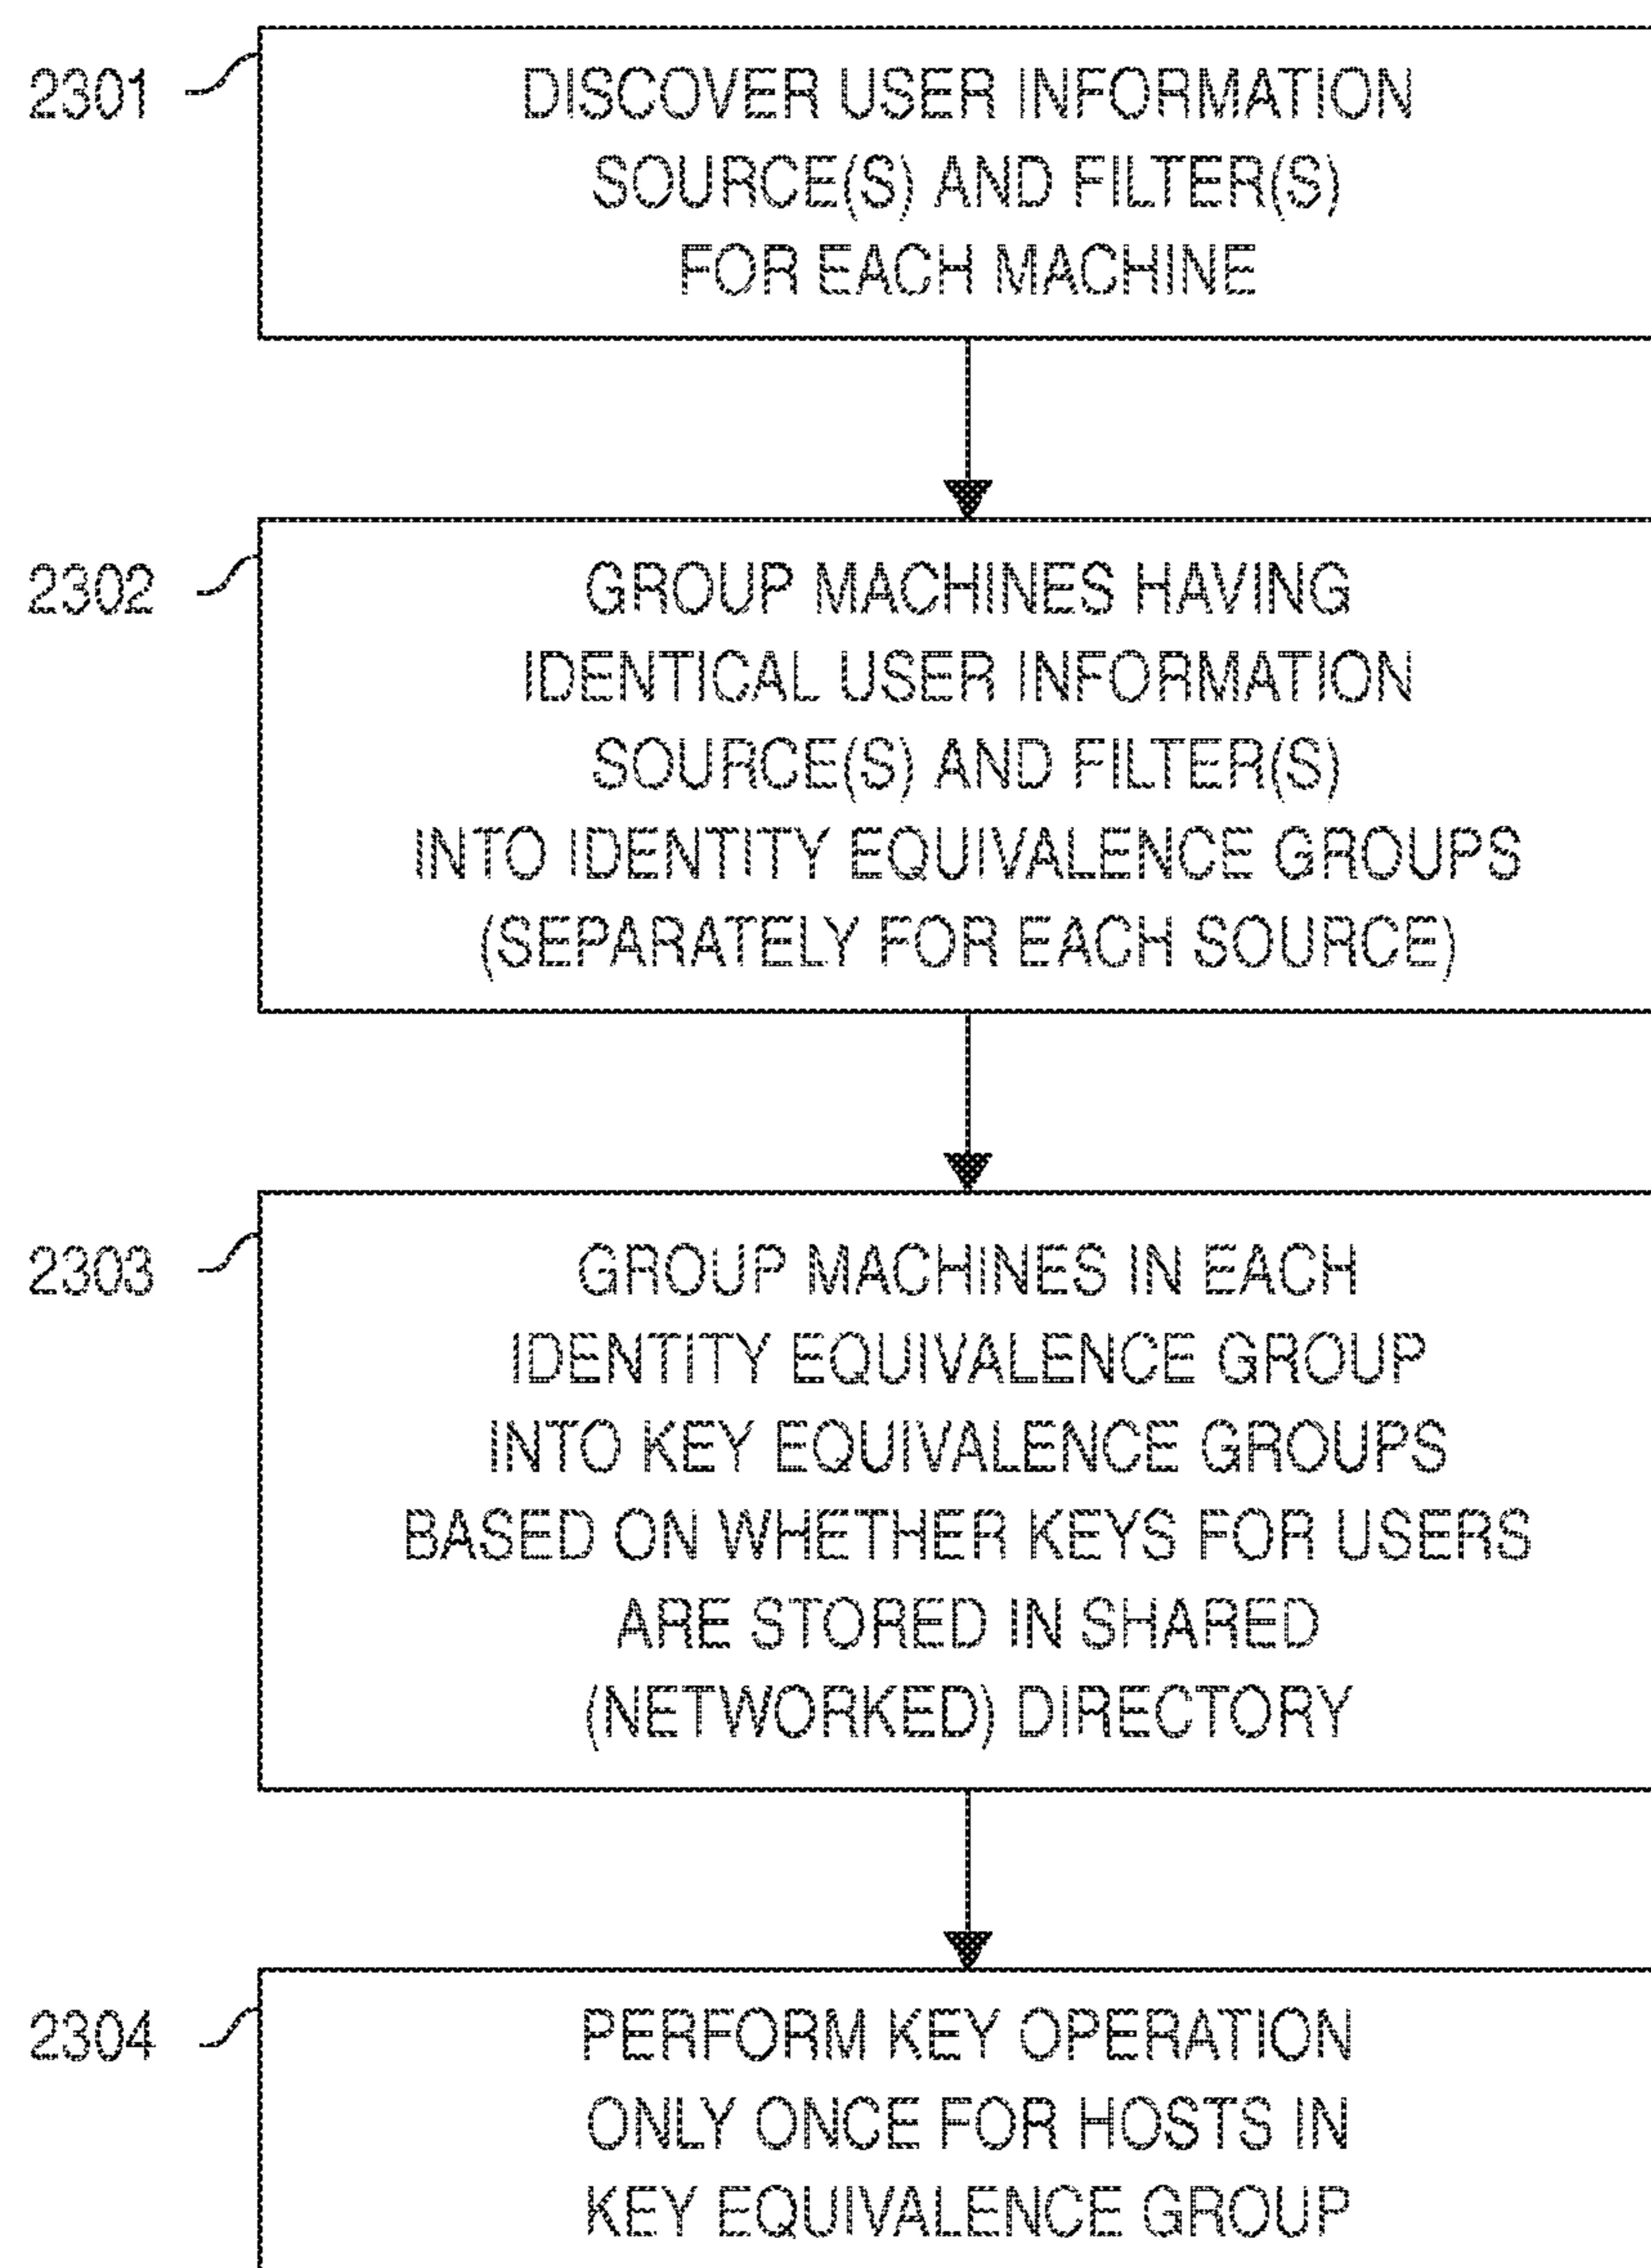 2301
DISCOVER USER INFORMATION
SOURCE(S) AND FILTER(S)
FOR EACH MACHINE
2302
GROUP MACHINES HAVING
IDENTICAL USER INFORMATION
SOURCE(S) AND FILTER(S)
INTO IDENTITY EQUIVALENCE GROUPS
(SEPARATELY FOR EACH SOURCE)
2303
GROUP MACHINES IN EACH
IDENTITY EQUIVALENCE GROUP
INTO KEY EQUIVALENCE GROUPS
BASED ON WHETHER KEYS FOR USERS
ARE STORED IN SHARED
(NETWORKED) DIRECTORY
2304
PERFORM KEY OPERATION
ONLY ONCE FOR HOSTS IN
KEY EQUIVALENCE GROUP